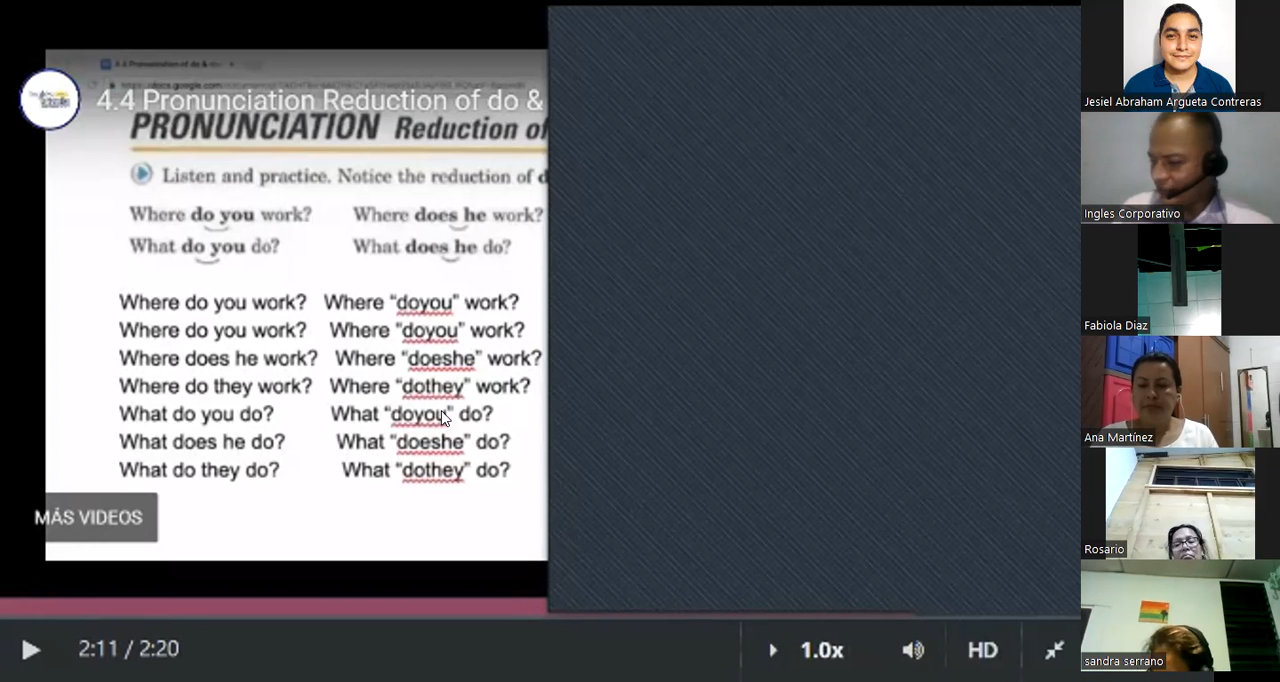 4.4 Pronunciation Reduction of do &
PRONUNCIATION Reduction of
Listen and practice. Notice the reduction of d
Where do you work? Where does he work?
What do you do? What does he do?
Where do you work? Where “doyou” work?
Where do you work? Where “doyou” work?
Where does he work? Where “doeshe” work?
Where do they work? Where “dothey” work?
What do you do? What “doyou” do?
What does he do? What “doeshe” do?
What do they do? What “dothey” do?
MÁS VIDEOS
2:11 / 2:20
1.0x
HD
Jesiel Abraham Argueta Contreras
Ingles Corporativo
Fabiola Diaz
Ana Martínez
Rosario
sandra serrano